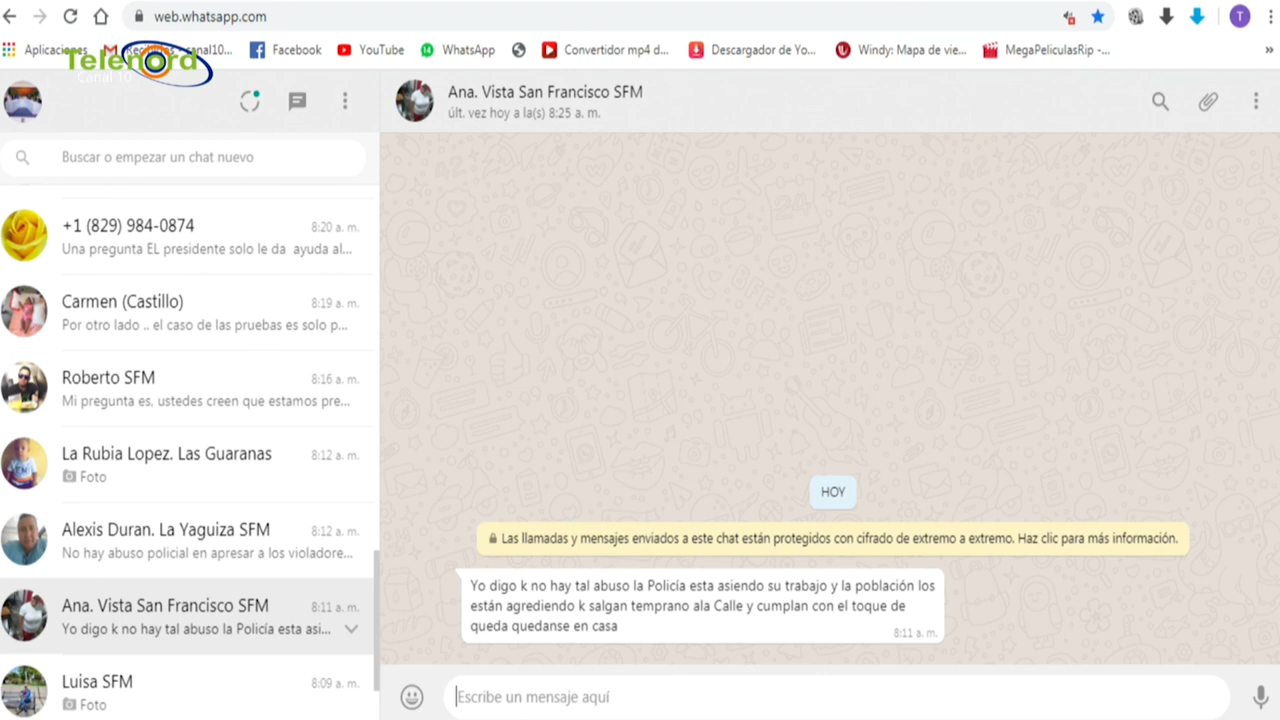 web.whatsapp.com
T
Aplicaciones
Recibidos - canal10...
Facebook
YouTube
WhatsApp
Convertidor mp4 d...
Descargador de Yo...
Windy: Mapa de vie...
MegaPeliculasRip -...
»
Telenord
Canal 10
Ana. Vista San Francisco SFM
últ. vez hoy a la(s) 8:25 a. m.
Buscar o empezar un chat nuevo
+1 (829) 984-0874 8:20 a. m.
Una pregunta EL presidente solo le da ayuda al...
Carmen (Castillo) 8:19 a. m.
Por otro lado .. el caso de las pruebas es solo p...
Roberto SFM 8:16 a. m.
Mi pregunta es, ustedes creen que estamos pre...
La Rubia Lopez. Las Guaranas 8:12 a. m.
Foto
Alexis Duran. La Yaguiza SFM 8:12 a. m.
No hay abuso policial en apresar a los violadore...
Ana. Vista San Francisco SFM 8:11 a. m.
Yo digo k no hay tal abuso la Policía esta asi...
Luisa SFM 8:09 a. m.
Foto
HOY
Las llamadas y mensajes enviados a este chat están protegidos con cifrado de extremo a extremo. Haz clic para más información.
Yo digo k no hay tal abuso la Policía esta asiendo su trabajo y la población los
están agrediendo k salgan temprano ala Calle y cumplan con el toque de
queda quedanse en casa
8:11 a. m.
Escribe un mensaje aquí